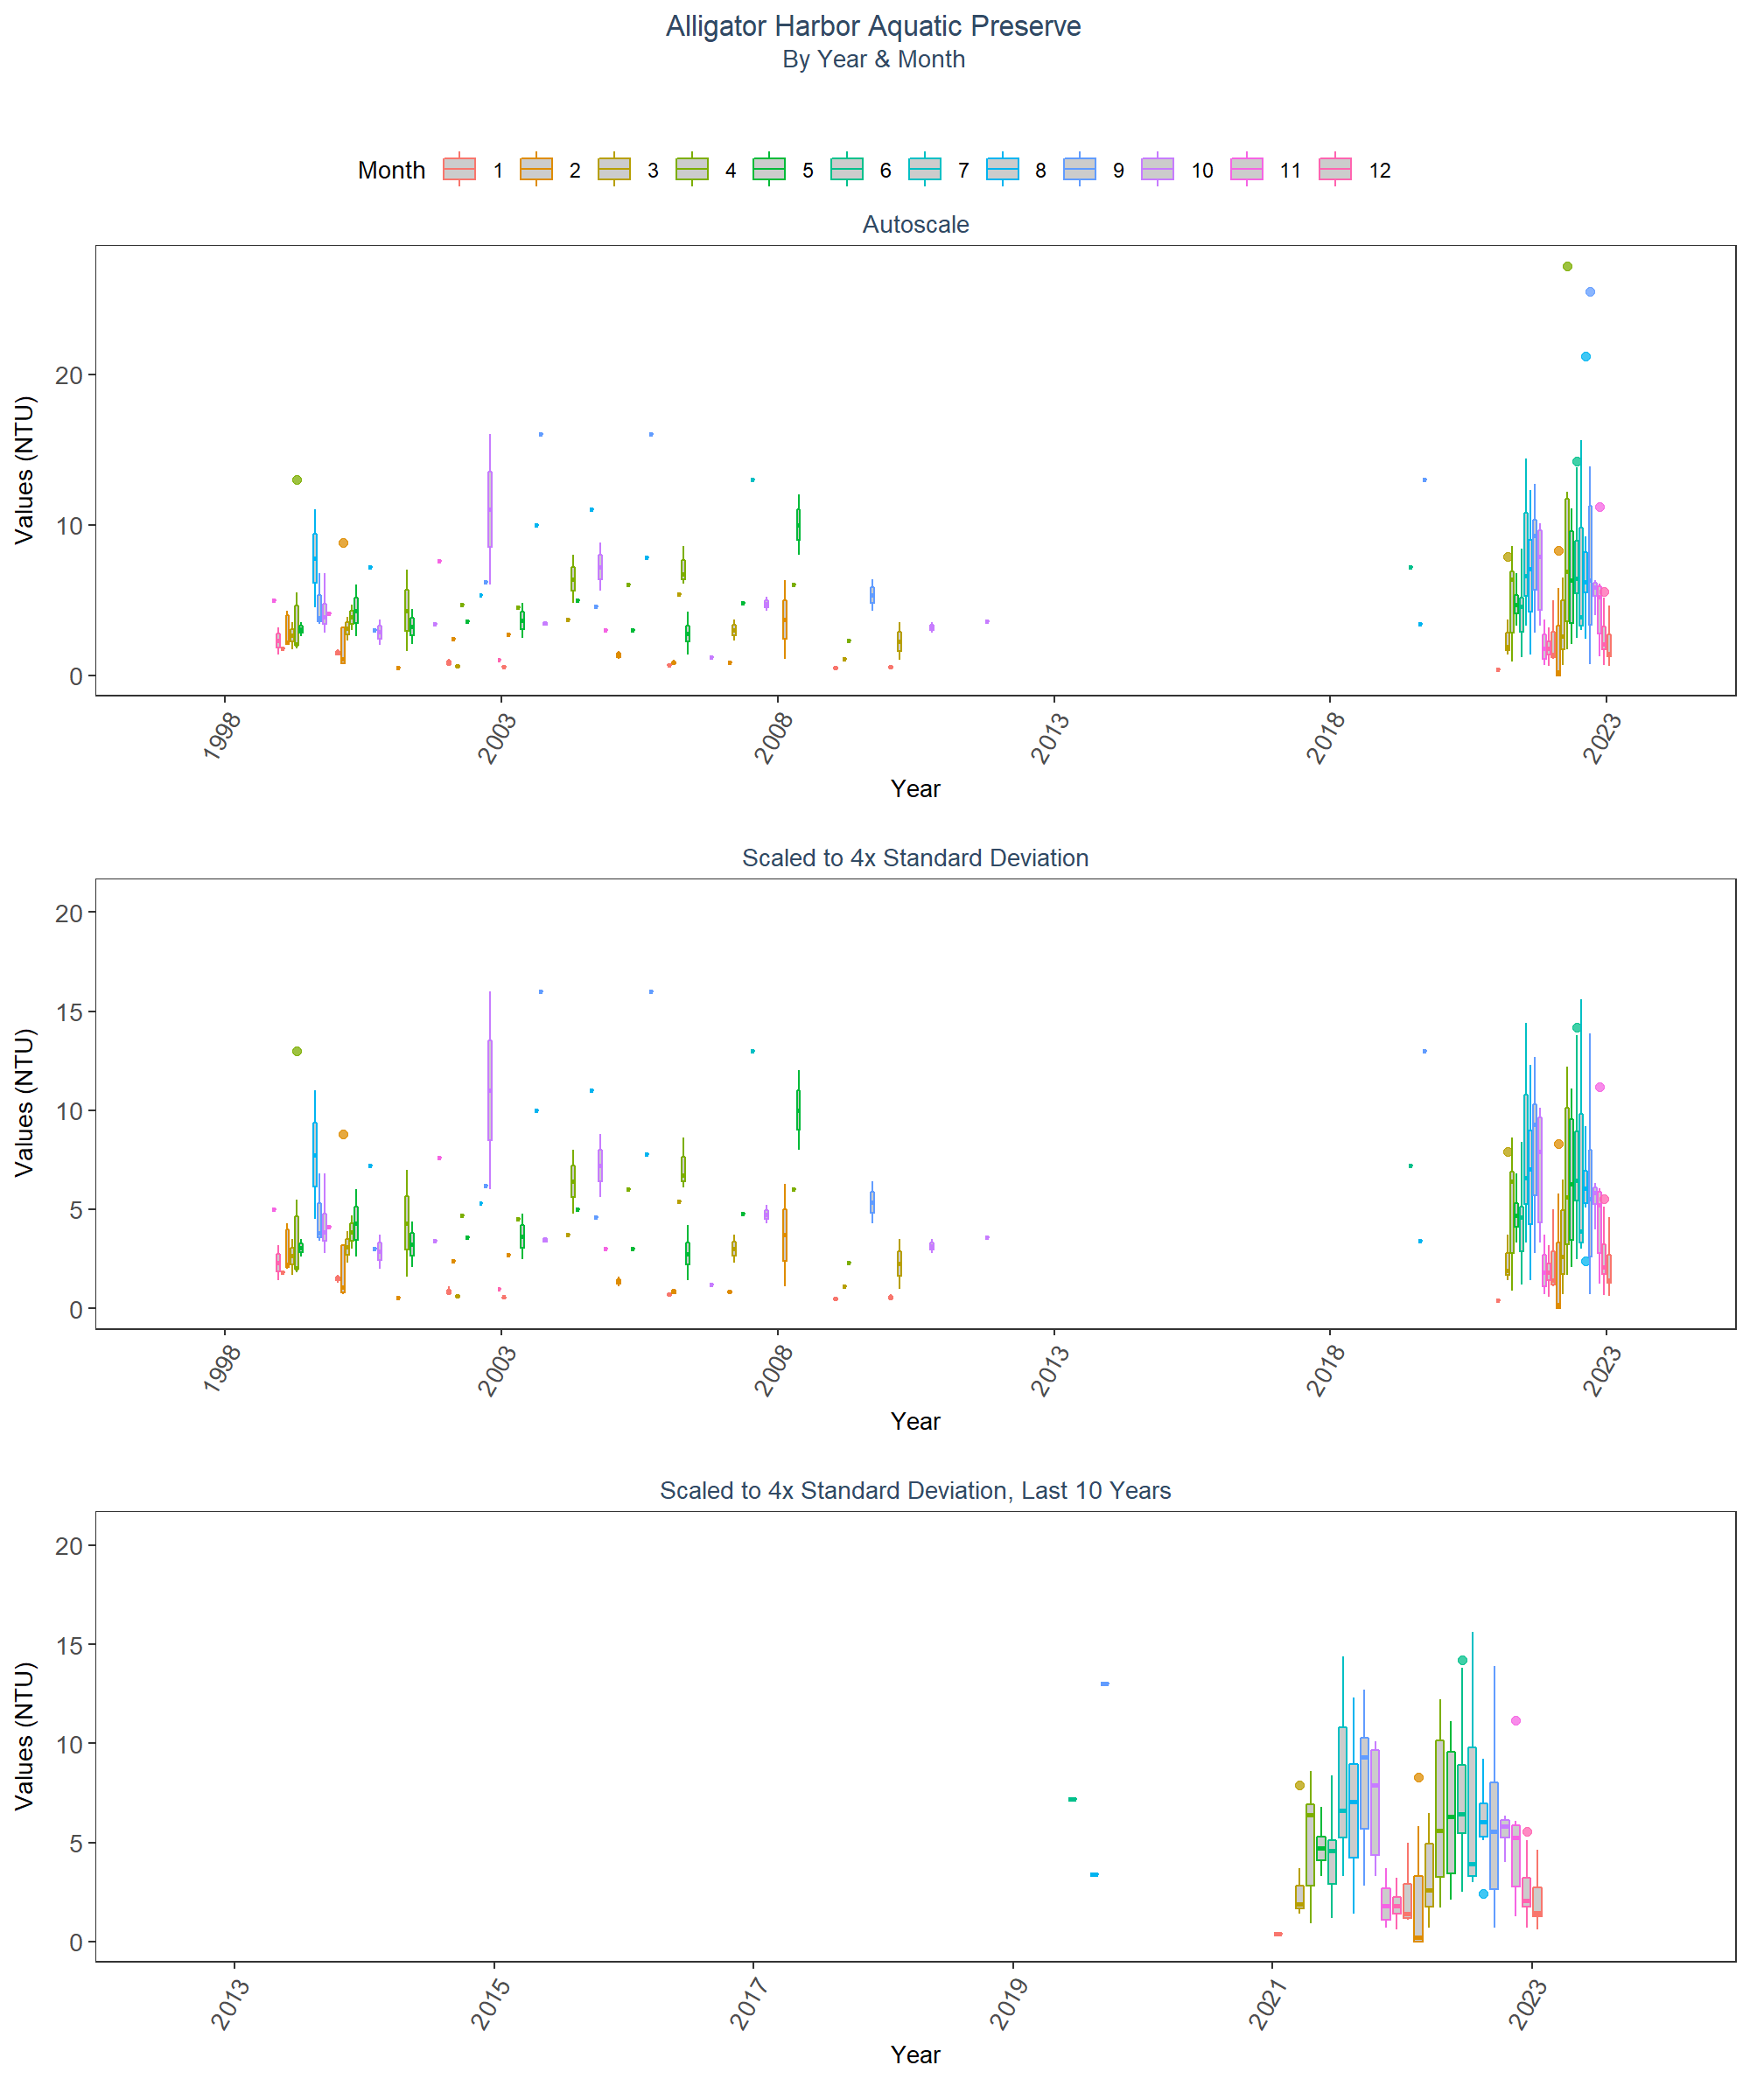 Alligator Harbor Aquatic Preserve
By Year & Month
Month 1 2 3 4 5 6 7 8 9 10 11 12
Autoscale
Values (NTU)
20
10
0
1998 2003 2008 2013 2018 2023
Year
Scaled to 4x Standard Deviation
Values (NTU)
20
15
10
5
0
1998 2003 2008 2013 2018 2023
Year
Scaled to 4x Standard Deviation, Last 10 Years
Values (NTU)
20
15
10
5
0
2013 2015 2017 2019 2021 2023
Year